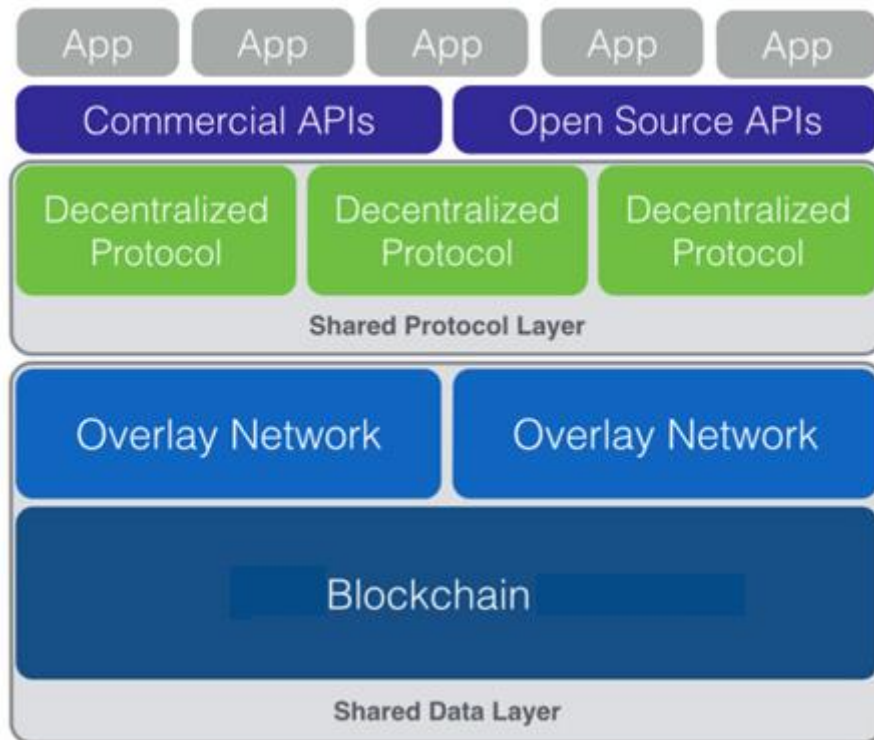 App App App App App
Commercial APIs Open Source APIs
Decentralized Decentralized Decentralized
Protocol Protocol Protocol
Shared Protocol Layer
Overlay Network Overlay Network
Blockchain
Shared Data Layer